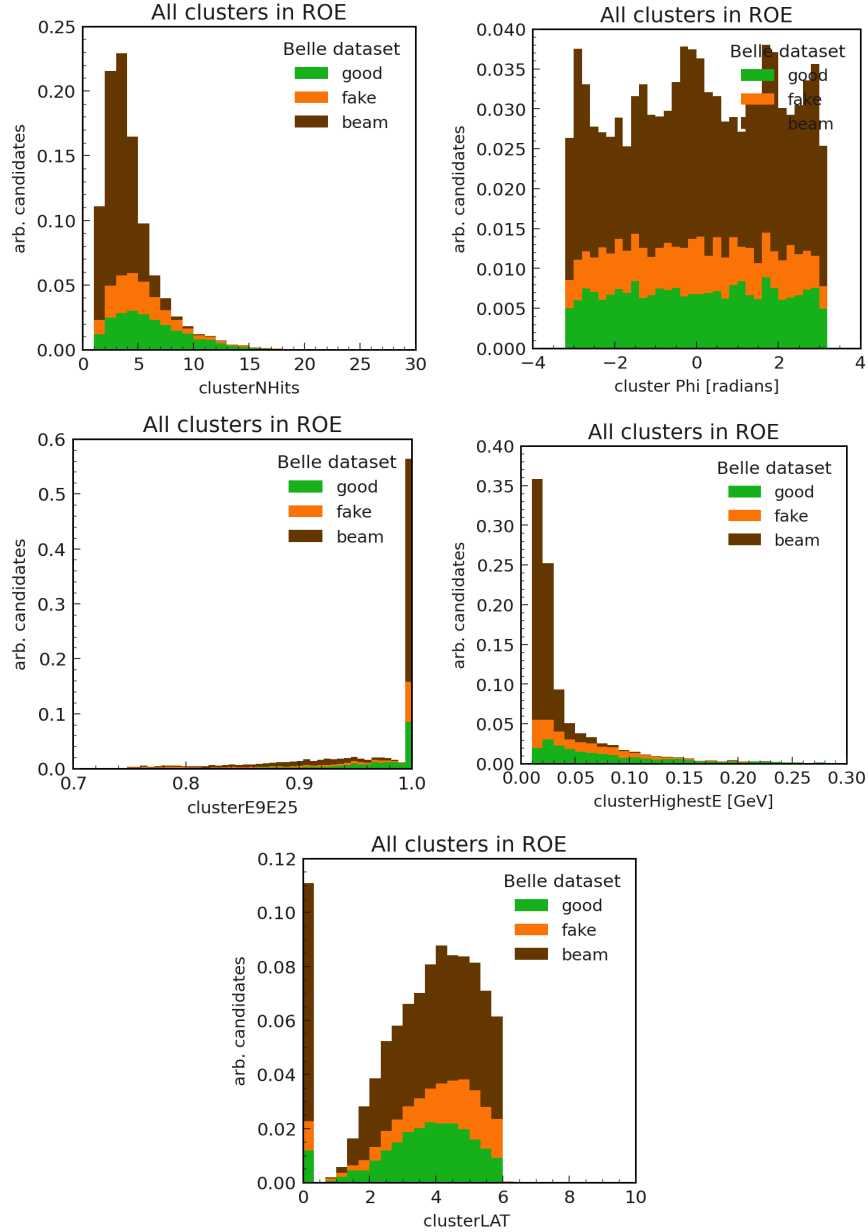 All clusters in ROE
0.25
0.20
0.15
0.10
0.05
0.00
arb. candidates
Belle dataset
good
fake
beam
0 5 10 15 20 25 30
clusterNHits
All clusters in ROE
0.040
0.035
0.030
0.025
0.020
0.015
0.010
0.005
0.000
arb. candidates
Belle dataset
good
fake
beam
−4 −2 0 2 4
cluster Phi [radians]
All clusters in ROE
0.6
0.5
0.4
0.3
0.2
0.1
0.0
arb. candidates
Belle dataset
good
fake
beam
0.7 0.8 0.9 1.0
clusterE9E25
All clusters in ROE
0.40
0.35
0.30
0.25
0.20
0.15
0.10
0.05
0.00
arb. candidates
Belle dataset
good
fake
beam
0.00 0.05 0.10 0.15 0.20 0.25 0.30
clusterHighestE [GeV]
All clusters in ROE
0.12
0.10
0.08
0.06
0.04
0.02
0.00
arb. candidates
Belle dataset
good
fake
beam
0 2 4 6 8 10
clusterLAT